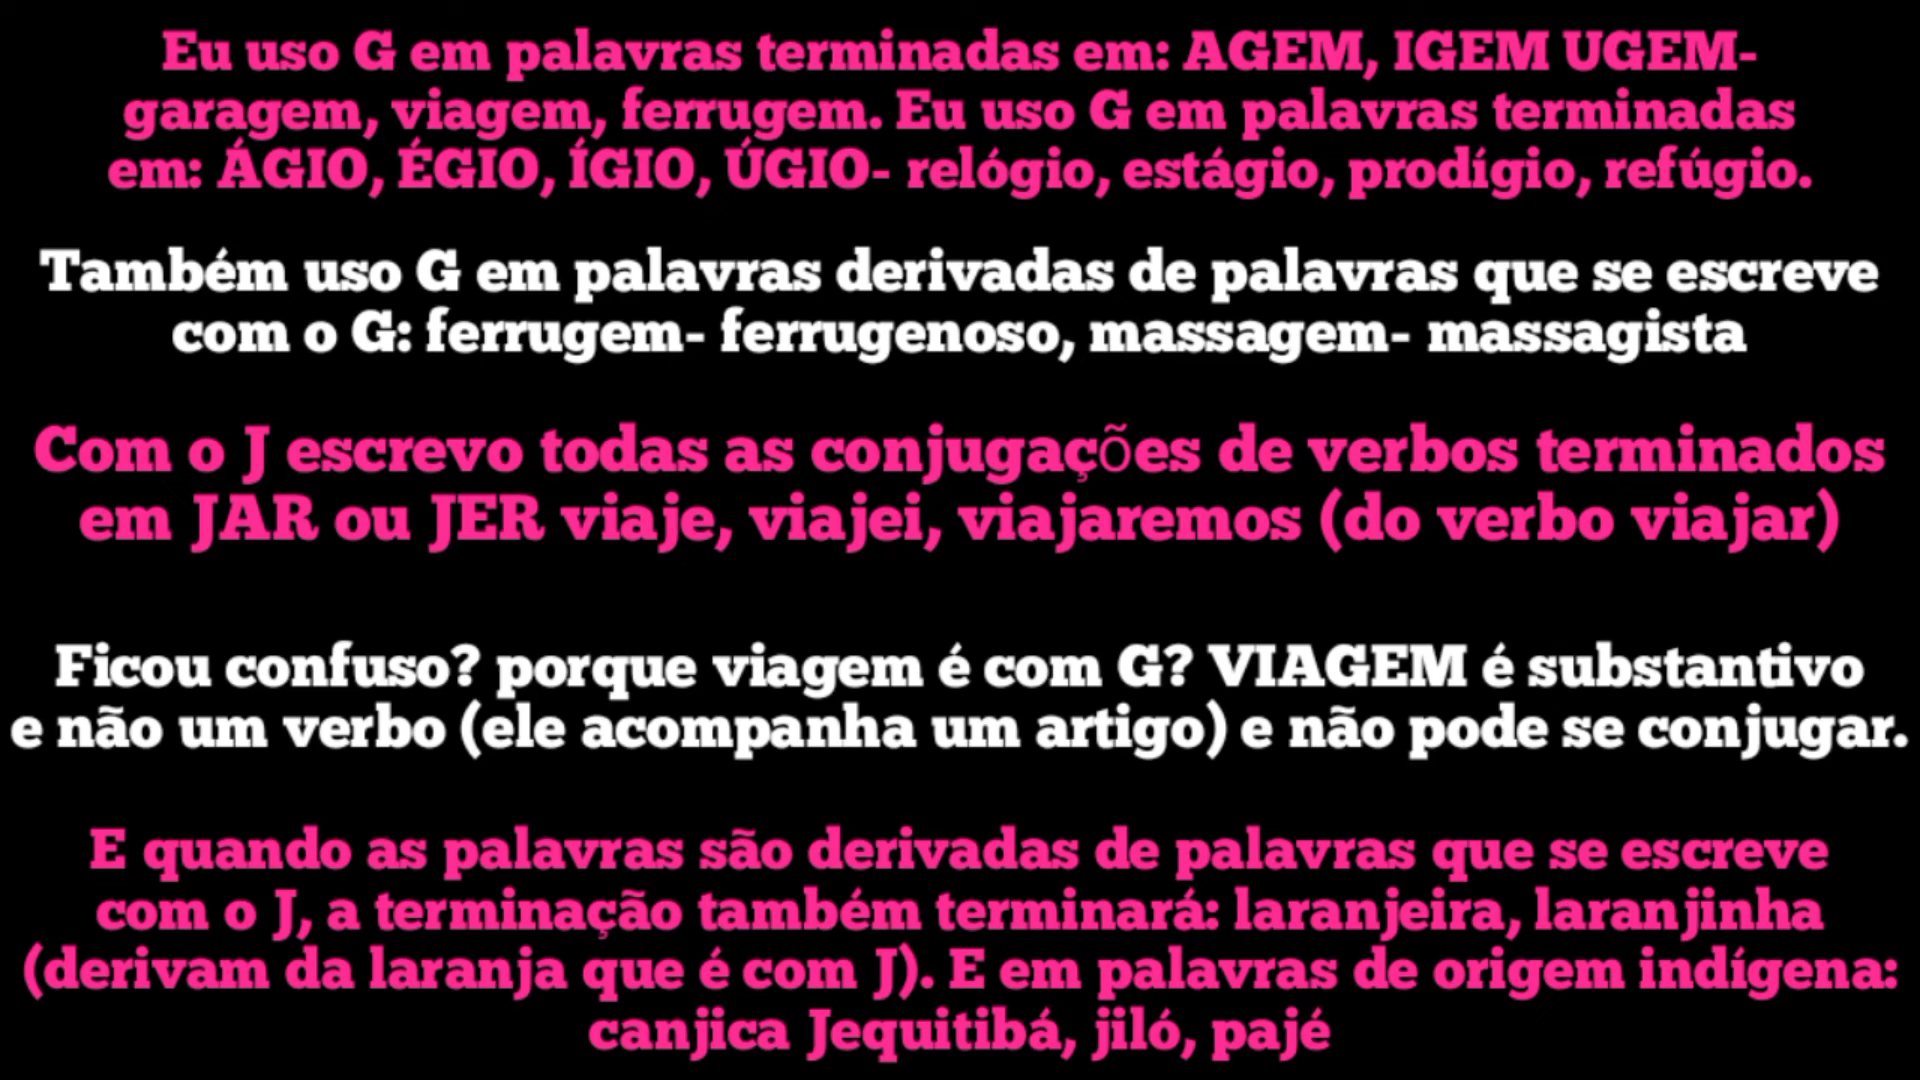 Eu uso G em palavras terminadas em: AGEM, IGEM UGEM-
garagem, viagem, ferrugem. Eu uso G em palavras terminadas
em: ÁGIO, ÉGIO, ÍGIO, ÚGIO- relógio, estágio, prodígio, refúgio.
Também uso G em palavras derivadas de palavras que se escreve
com o G: ferrugem- ferrugenoso, massagem- massagista
Com o J escrevo todas as conjugações de verbos terminados
em JAR ou JER viaje, viajei, viajaremos (do verbo viajar)
Ficou confuso? porque viagem é com G? VIAGEM é substantivo
e não um verbo (ele acompanha um artigo) e não pode se conjugar.
E quando as palavras são derivadas de palavras que se escreve
com o J, a terminação também terminará: laranjeira, laranjinha
(derivam da laranja que é com J). E em palavras de origem indígena:
canjica Jequitibá, jiló, pajé